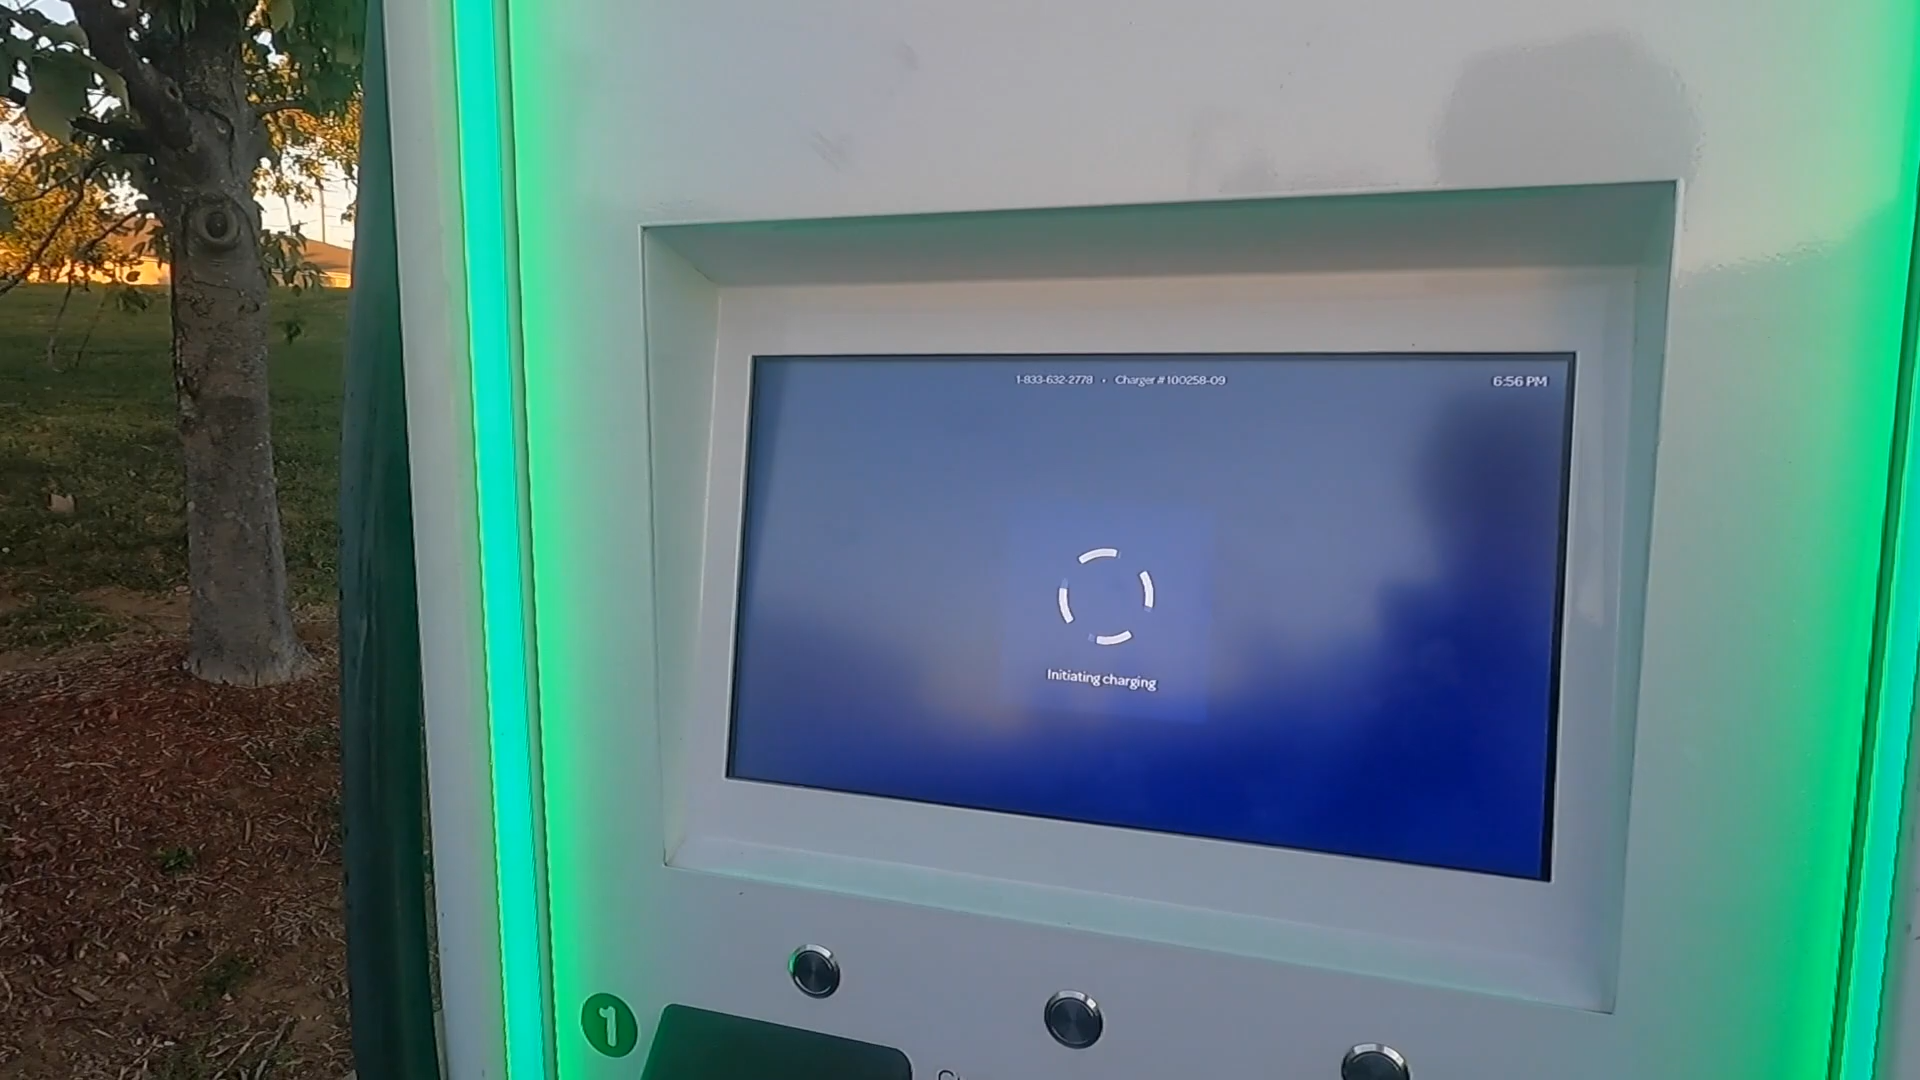 1-833-632-2778 • Charger #100258-09
6:56 PM
Initiating charging
1